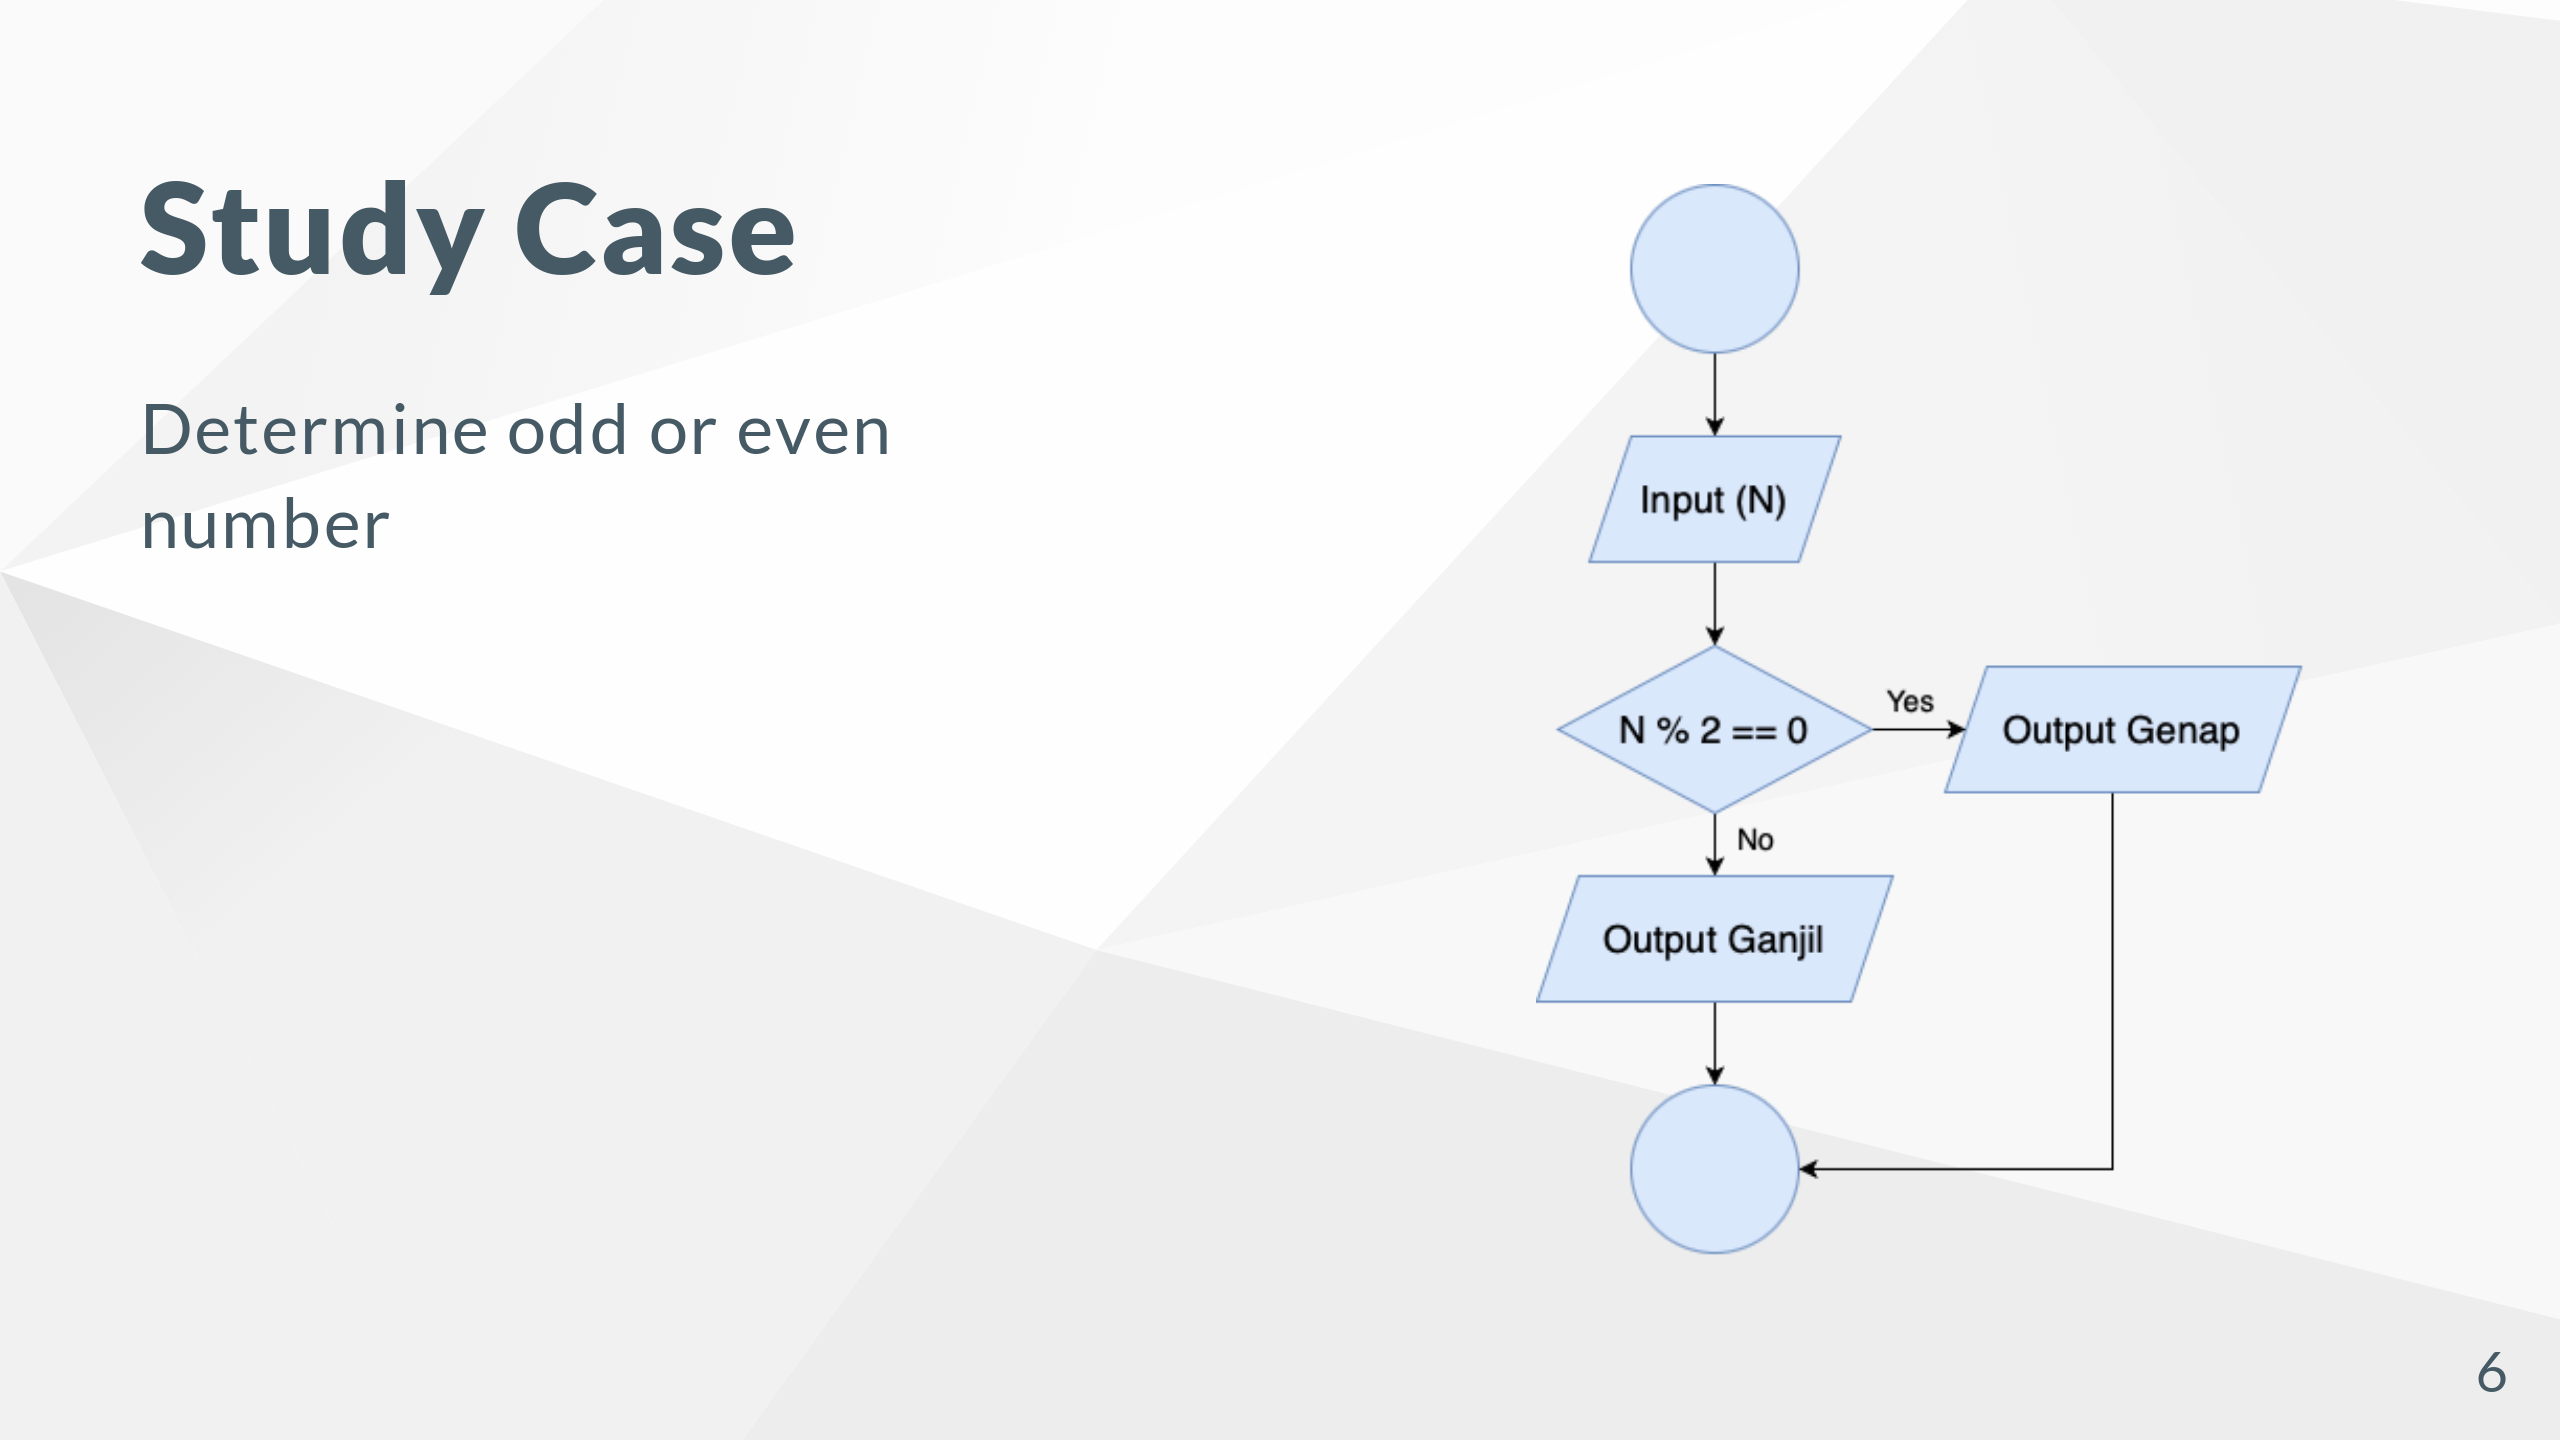 Study Case
Determine odd or even
number
Input (N)
N % 2 == 0
Yes
Output Genap
No
Output Ganjil
6